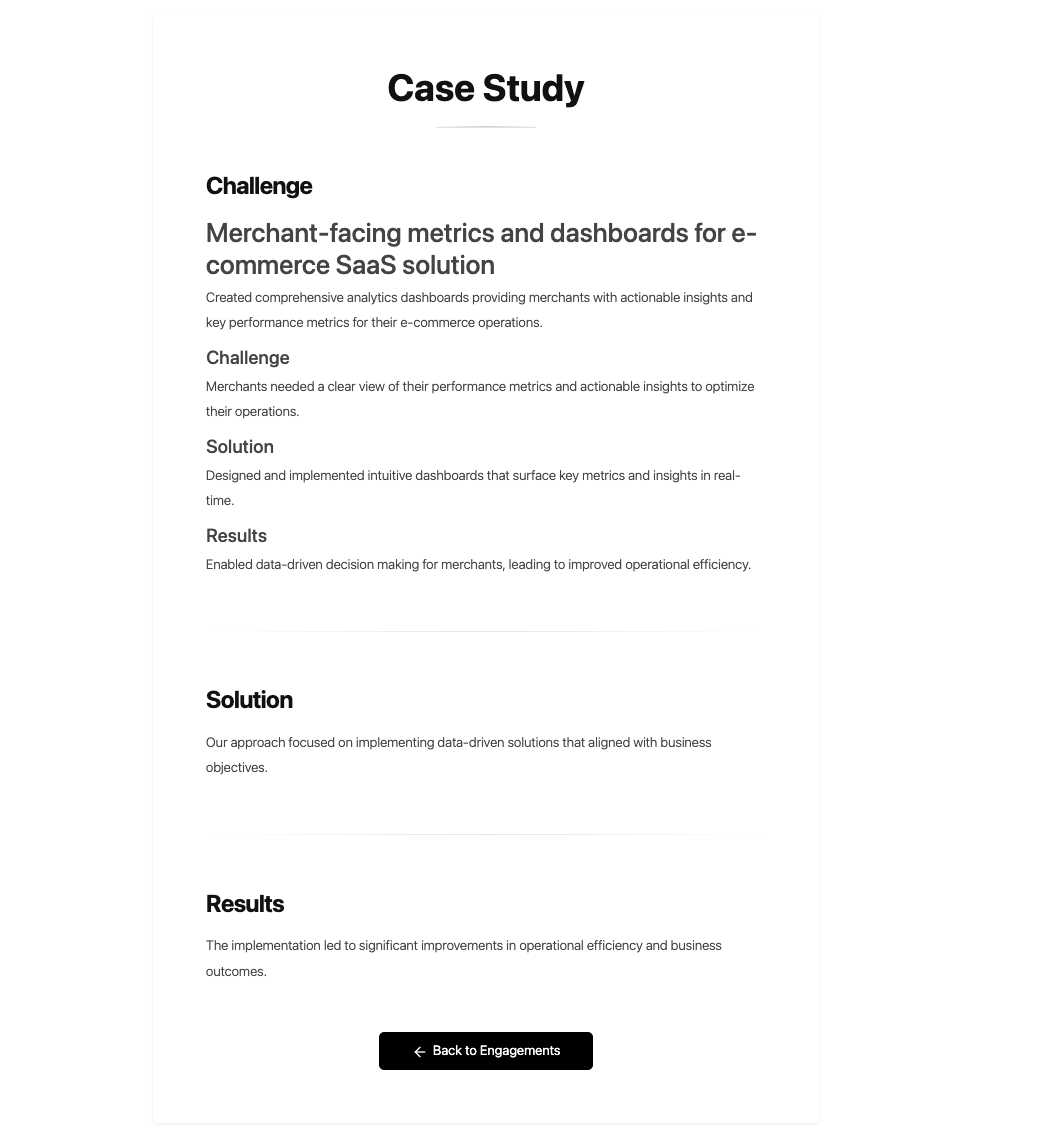 Case Study
Challenge
Merchant-facing metrics and dashboards for e-
commerce SaaS solution
Created comprehensive analytics dashboards providing merchants with actionable insights and
key performance metrics for their e-commerce operations.
Challenge
Merchants needed a clear view of their performance metrics and actionable insights to optimize
their operations.
Solution
Designed and implemented intuitive dashboards that surface key metrics and insights in real-
time.
Results
Enabled data-driven decision making for merchants, leading to improved operational efficiency.
Solution
Our approach focused on implementing data-driven solutions that aligned with business
objectives.
Results
The implementation led to significant improvements in operational efficiency and business
outcomes.
← Back to Engagements